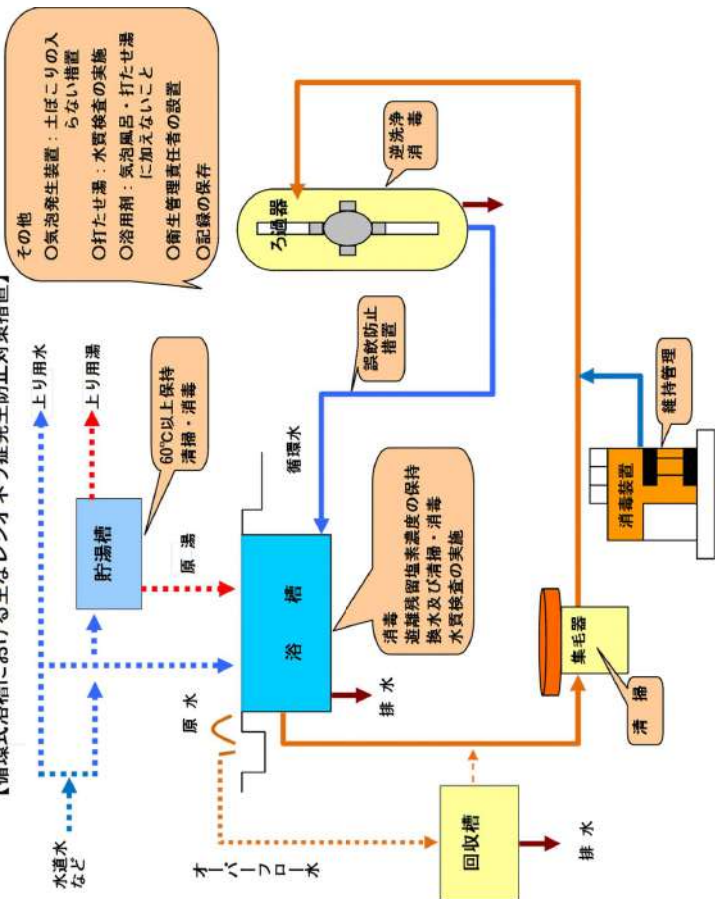 【循環式浴槽における主なレジオネラ症発生防止対策措置】
水道水
など
上り用水
上り用湯
貯湯槽
60℃以上保持
清掃・消毒
原湯
原水
オーバーフロー水
浴槽
循環水
排水
消毒
遊離残留塩素濃度の保持
換水及び清掃・消毒
水質検査の実施
誤飲防止
措置
ろ過器
逆洗浄
消毒
回収槽
排水
集毛器
清掃
消毒装置
維持管理
その他
○気泡発生装置：土ぼこりの入
らない措置
○打たせ湯：水質検査の実施
○浴用剤：気泡風呂・打たせ湯
に加えないこと
○衛生管理責任者の設置
○記録の保存